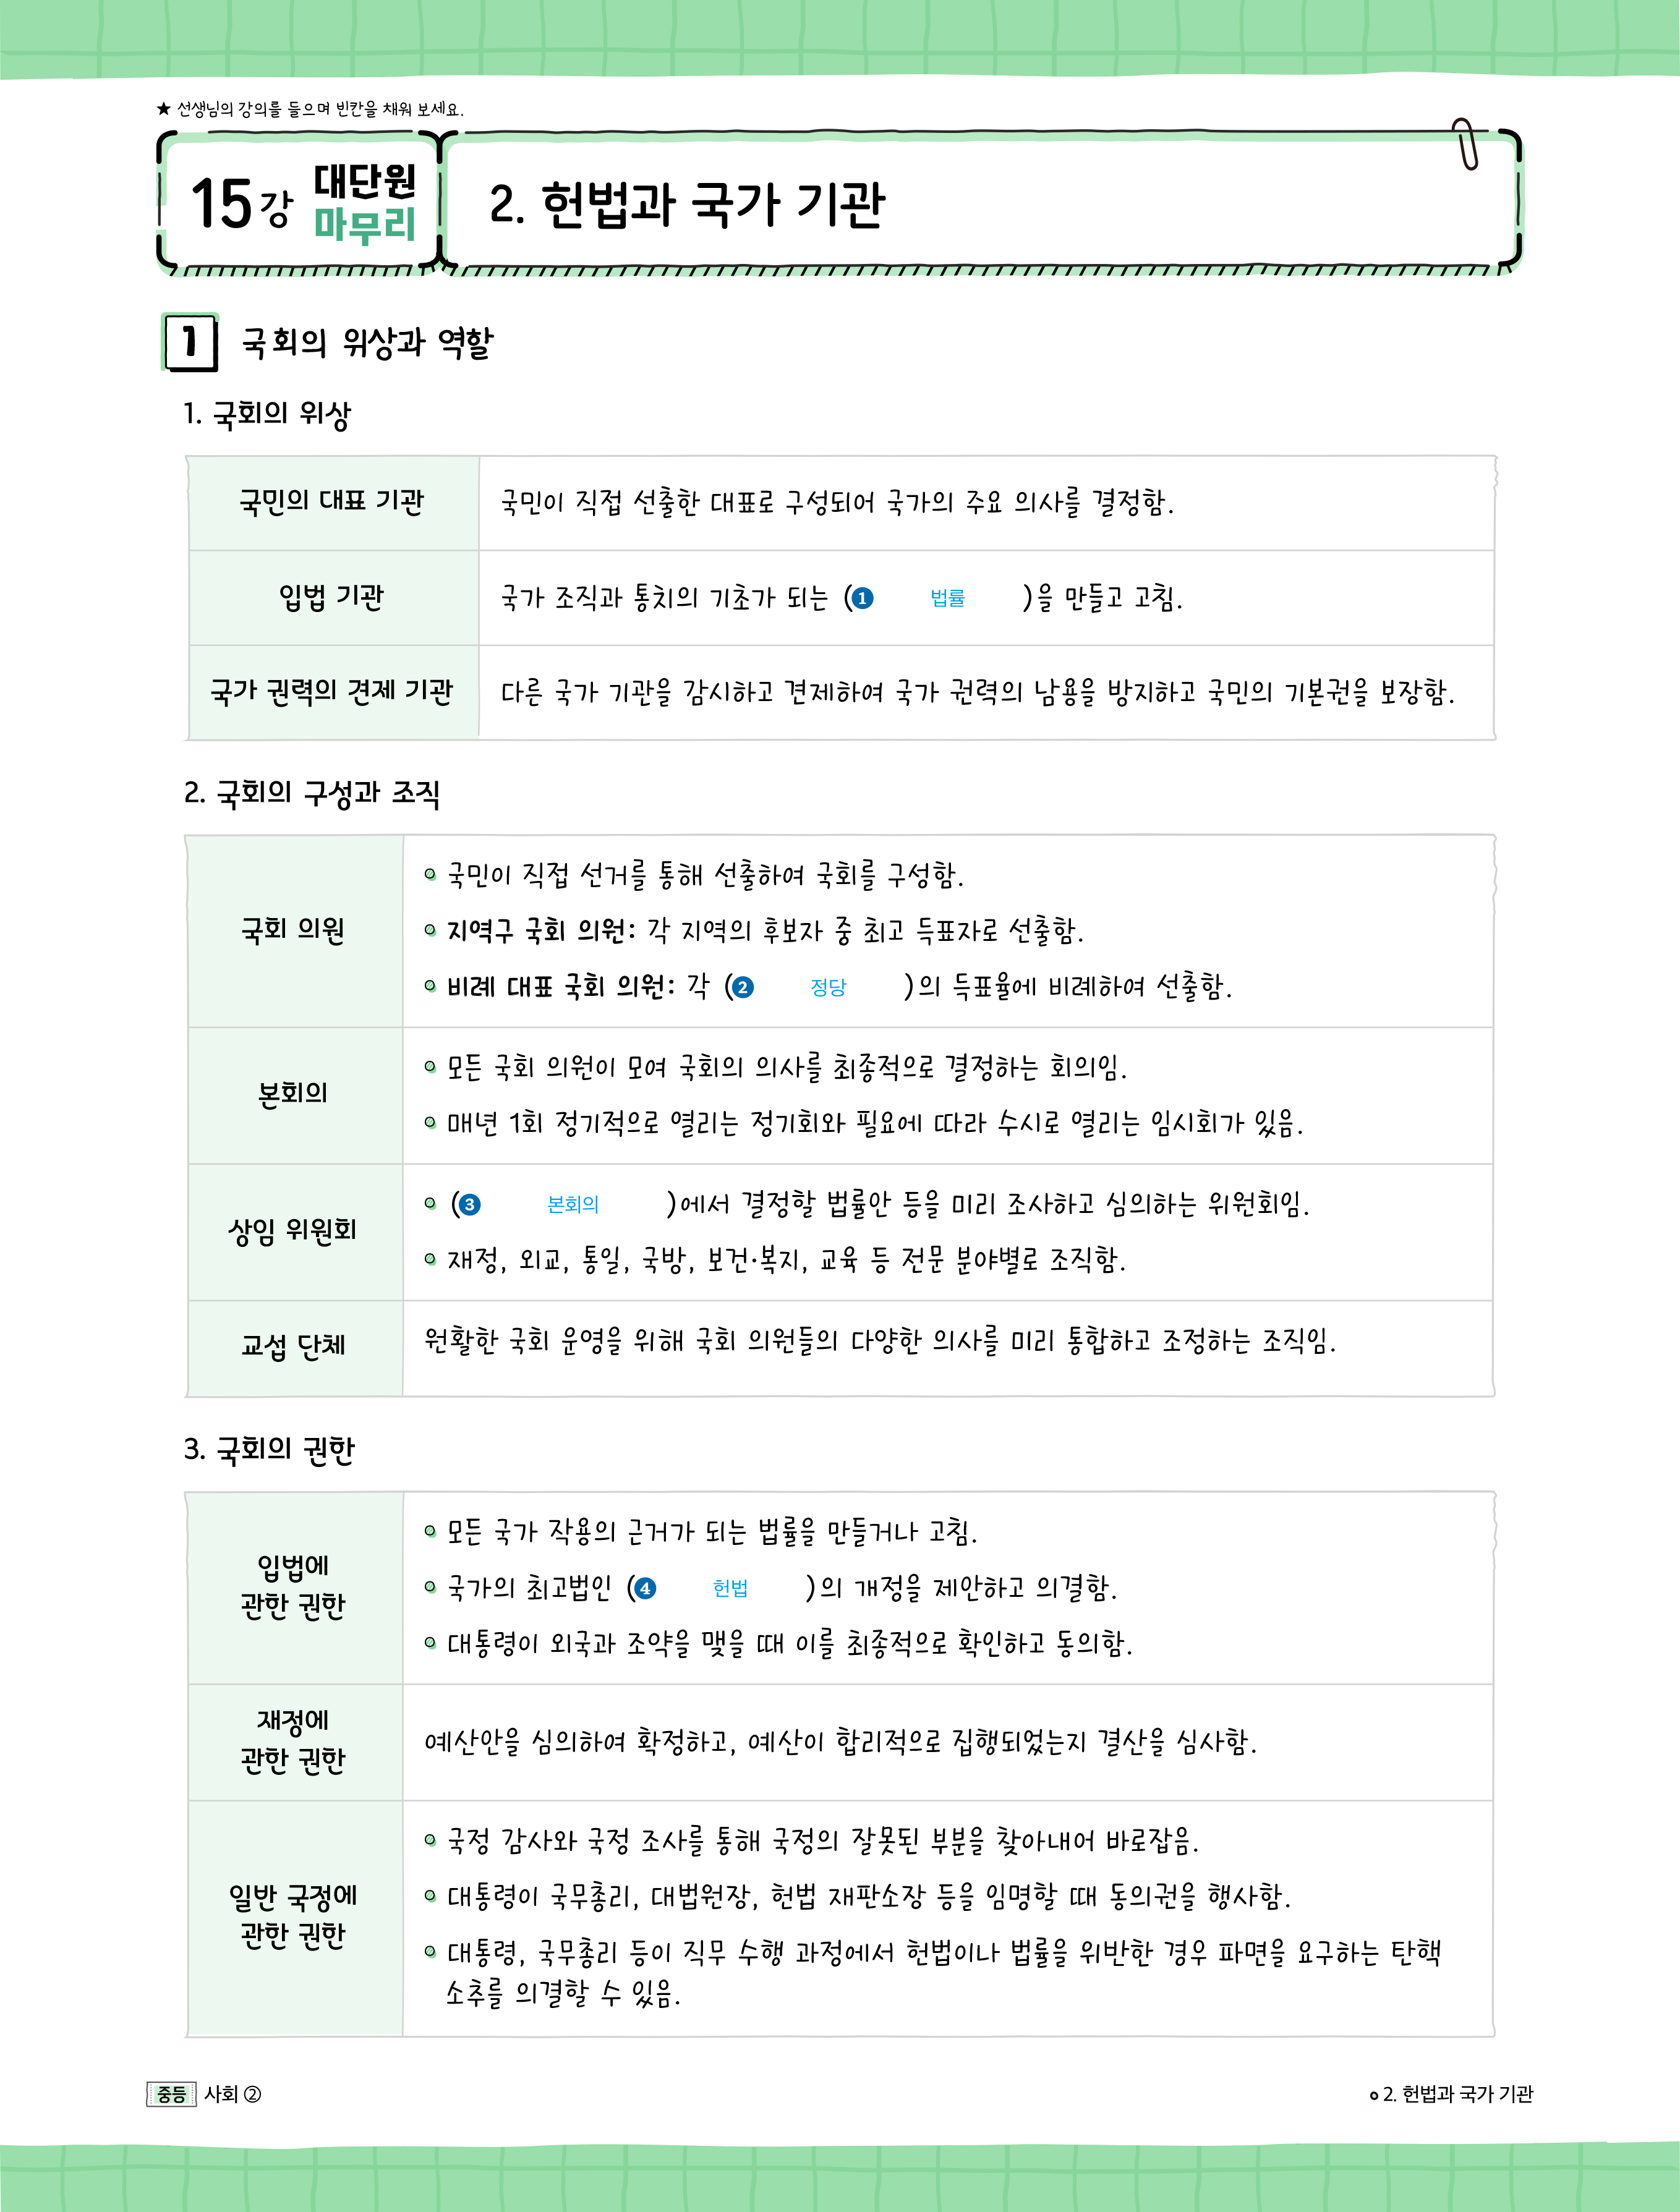 ★ 선생님의 강의를 들으며 빈칸을 채워 보세요.
15강 대단원 마무리
2. 헌법과 국가 기관
1 국회의 위상과 역할
1. 국회의 위상
국민의 대표 기관 국민이 직접 선출한 대표로 구성되어 국가의 주요 의사를 결정함.
입법 기관 국가 조직과 통치의 기초가 되는 (❶ 법률 )을 만들고 고침.
국가 권력의 견제 기관 다른 국가 기관을 감시하고 견제하여 국가 권력의 남용을 방지하고 국민의 기본권을 보장함.
2. 국회의 구성과 조직
국회 의원
국민이 직접 선거를 통해 선출하여 국회를 구성함.
지역구 국회 의원: 각 지역의 후보자 중 최고 득표자로 선출함.
비례 대표 국회 의원: 각 (❷ 정당 )의 득표율에 비례하여 선출함.
본회의
모든 국회 의원이 모여 국회의 의사를 최종적으로 결정하는 회의임.
매년 1회 정기적으로 열리는 정기회와 필요에 따라 수시로 열리는 임시회가 있음.
상임 위원회
(❸ 본회의 )에서 결정할 법률안 등을 미리 조사하고 심의하는 위원회임.
재정, 외교, 통일, 국방, 보건·복지, 교육 등 전문 분야별로 조직함.
교섭 단체 원활한 국회 운영을 위해 국회 의원들의 다양한 의사를 미리 통합하고 조정하는 조직임.
3. 국회의 권한
입법에
관한 권한
모든 국가 작용의 근거가 되는 법률을 만들거나 고침.
국가의 최고법인 (❹ 헌법 )의 개정을 제안하고 의결함.
대통령이 외국과 조약을 맺을 때 이를 최종적으로 확인하고 동의함.
재정에
관한 권한
예산안을 심의하여 확정하고, 예산이 합리적으로 집행되었는지 결산을 심사함.
일반 국정에
관한 권한
국정 감사와 국정 조사를 통해 국정의 잘못된 부분을 찾아내어 바로잡음.
대통령이 국무총리, 대법원장, 헌법 재판소장 등을 임명할 때 동의권을 행사함.
대통령, 국무총리 등이 직무 수행 과정에서 헌법이나 법률을 위반한 경우 파면을 요구하는 탄핵
소추를 의결할 수 있음.
중등 사회 ②
2. 헌법과 국가 기관